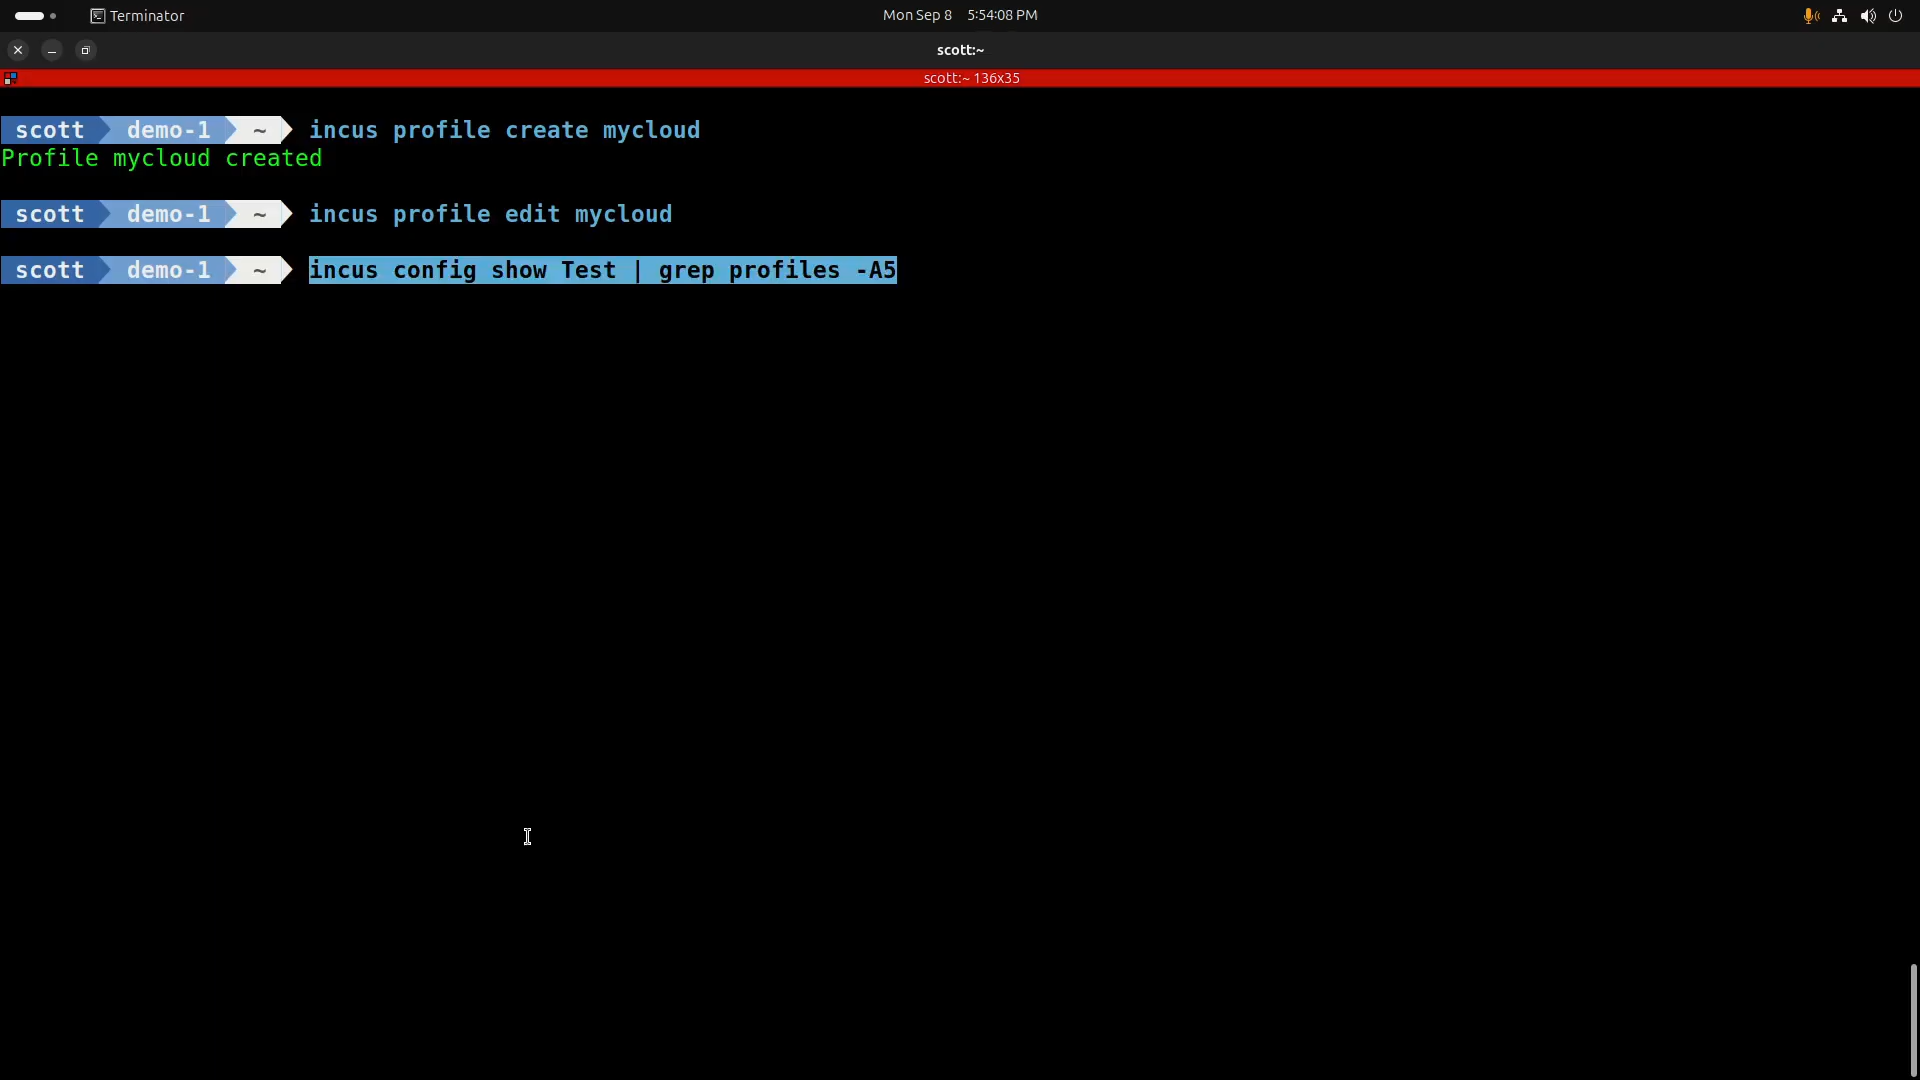 Terminator
Mon Sep 8 5:54:08 PM
scott:~
scott:~ 136x35
scott demo-1 ~ incus profile create mycloud
Profile mycloud created
scott demo-1 ~ incus profile edit mycloud
scott demo-1 ~ incus config show Test | grep profiles -A5